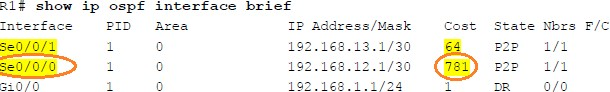 R1# show ip ospf interface brief
Interface PID Area IP Address/Mask Cost State Nbrs F/C
Se0/0/1 1 0 192.168.13.1/30 64 P2P 1/1
Se0/0/0 1 0 192.168.12.1/30 781 P2P 1/1
Gi0/0 1 0 192.168.1.1/24 1 DR 0/0